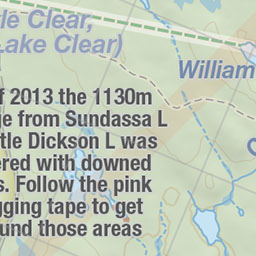 le Clear,
Lake Clear)
William
f 2013 the 1130m
ge from Sundassa L
tle Dickson L was
ered with downed
s. Follow the pink
gging tape to get
und those areas